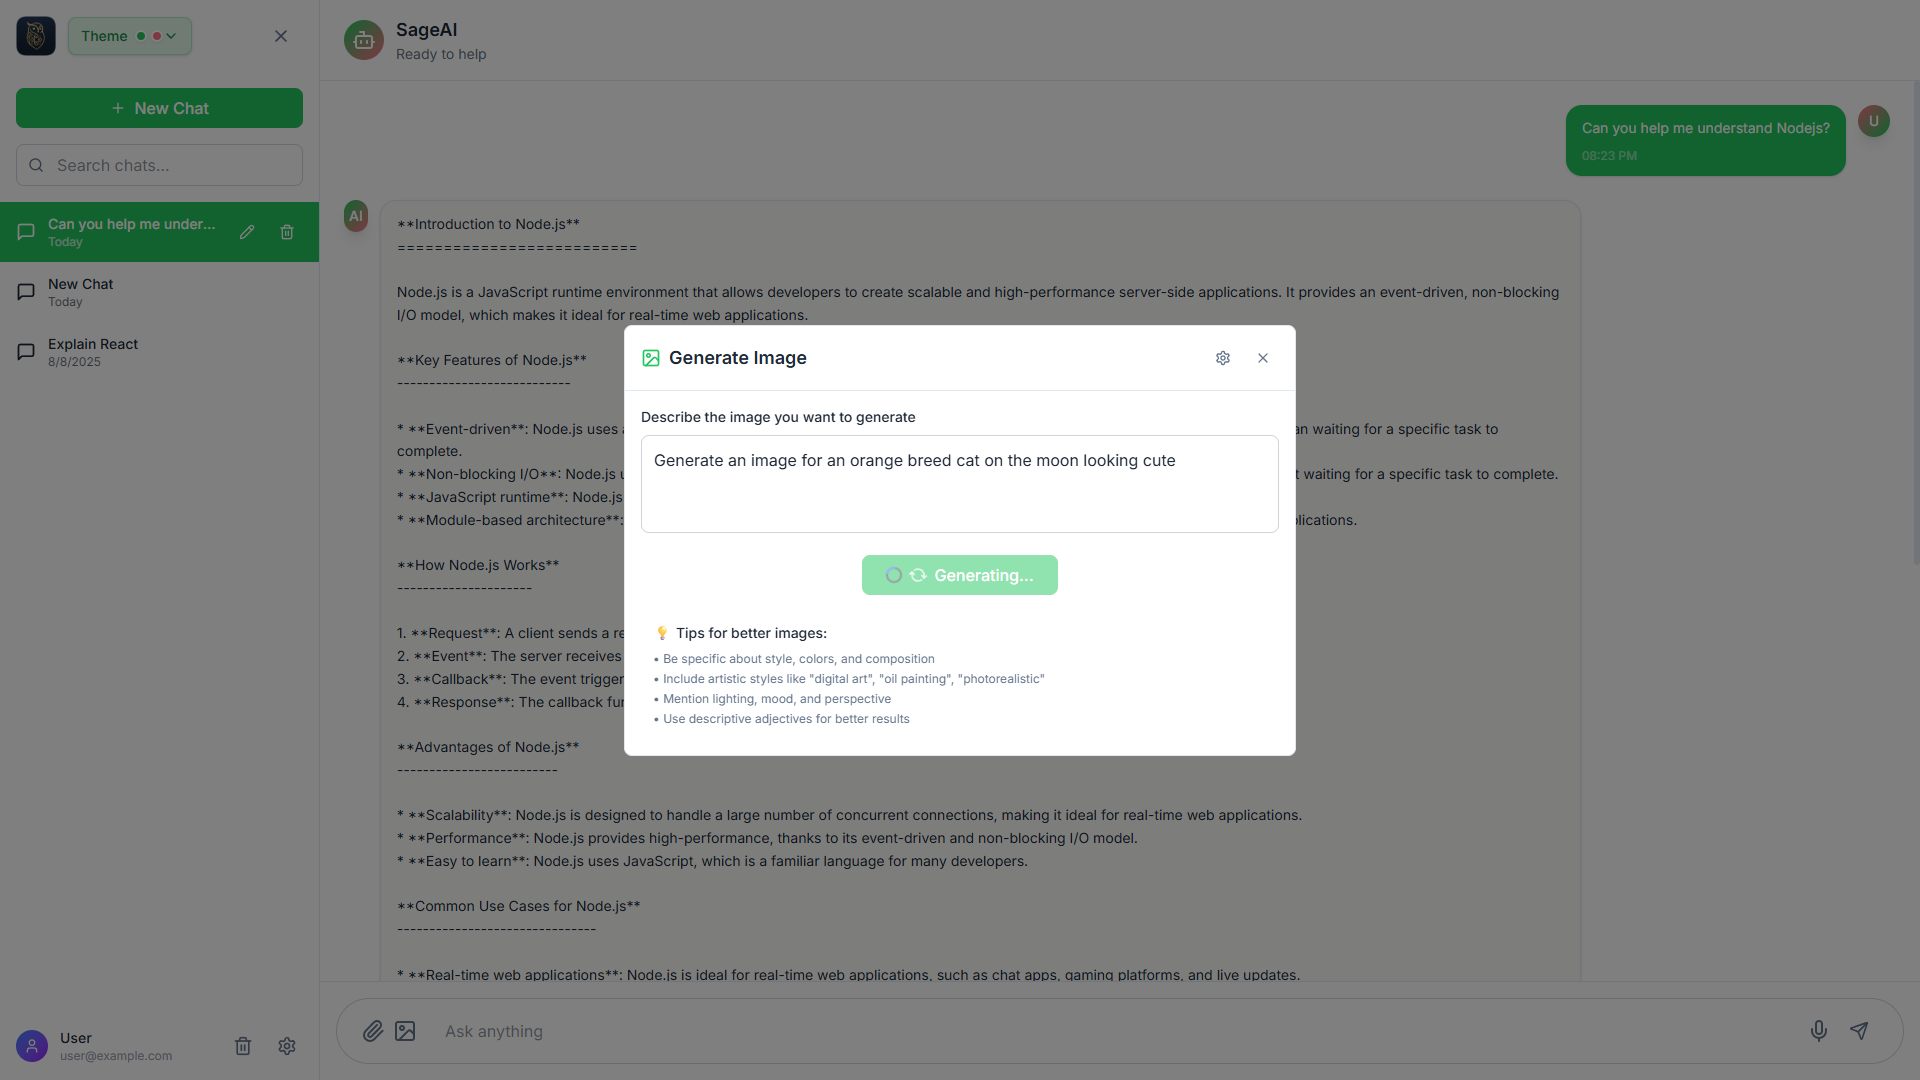 Theme
+ New Chat
Search chats...
Can you help me under...
Today
New Chat
Today
Explain React
8/8/2025
User
user@example.com
SageAI
Ready to help
Can you help me understand Nodejs?
08:23 PM
U
AI
**Introduction to Node.js**
==========================
Node.js is a JavaScript runtime environment that allows developers to create scalable and high-performance server-side applications. It provides an event-driven, non-blocking
I/O model, which makes it ideal for real-time web applications.
**Key Features of Node.js**
---------------------------
* **Event-driven**: Node.js uses an waiting for a specific task to
complete.
* **Non-blocking I/O**: Node.js t waiting for a specific task to complete.
* **JavaScript runtime**: Node.js
* **Module-based architecture**: lications.
**How Node.js Works**
---------------------
1. **Request**: A client sends a re
2. **Event**: The server receives
3. **Callback**: The event trigger
4. **Response**: The callback fur
**Advantages of Node.js**
-------------------------
* **Scalability**: Node.js is designed to handle a large number of concurrent connections, making it ideal for real-time web applications.
* **Performance**: Node.js provides high-performance, thanks to its event-driven and non-blocking I/O model.
* **Easy to learn**: Node.js uses JavaScript, which is a familiar language for many developers.
**Common Use Cases for Node.js**
-------------------------------
* **Real-time web applications**: Node.js is ideal for real-time web applications, such as chat apps, gaming platforms, and live updates.
Generate Image
Describe the image you want to generate
Generate an image for an orange breed cat on the moon looking cute
Generating...
💡 Tips for better images:
• Be specific about style, colors, and composition
• Include artistic styles like "digital art", "oil painting", "photorealistic"
• Mention lighting, mood, and perspective
• Use descriptive adjectives for better results
Ask anything